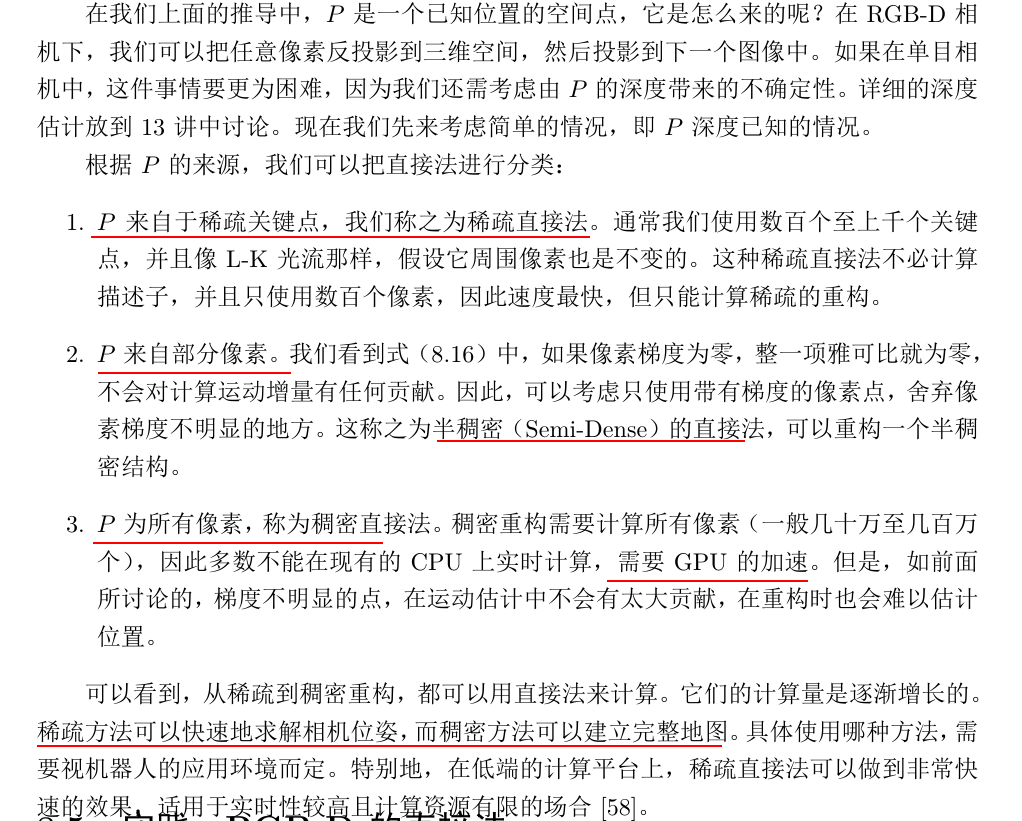 在我们上面的推导中，P 是一个已知位置的空间点，它是怎么来的呢？在 RGB-D 相
机下，我们可以把任意像素反投影到三维空间，然后投影到下一个图像中。如果在单目相
机中，这件事情要更为困难，因为我们还需考虑由 P 的深度带来的不确定性。详细的深度
估计放到 13 讲中讨论。现在我们先来考虑简单的情况，即 P 深度已知的情况。
根据 P 的来源，我们可以把直接法进行分类：
1. P 来自于稀疏关键点，我们称之为稀疏直接法。通常我们使用数百个至上千个关键
点，并且像 L-K 光流那样，假设它周围像素也是不变的。这种稀疏直接法不必计算
描述子，并且只使用数百个像素，因此速度最快，但只能计算稀疏的重构。
2. P 来自部分像素。我们看到式（8.16）中，如果像素梯度为零，整一项雅可比就为零，
不会对计算运动增量有任何贡献。因此，可以考虑只使用带有梯度的像素点，舍弃像
素梯度不明显的地方。这称之为半稠密（Semi-Dense）的直接法，可以重构一个半稠
密结构。
3. P 为所有像素，称为稠密直接法。稠密重构需要计算所有像素（一般几十万至几百万
个），因此多数不能在现有的 CPU 上实时计算，需要 GPU 的加速。但是，如前面
所讨论的，梯度不明显的点，在运动估计中不会有太大贡献，在重构时也会难以估计
位置。
可以看到，从稀疏到稠密重构，都可以用直接法来计算。它们的计算量是逐渐增长的。
稀疏方法可以快速地求解相机位姿，而稠密方法可以建立完整地图。具体使用哪种方法，需
要视机器人的应用环境而定。特别地，在低端的计算平台上，稀疏直接法可以做到非常快
速的效果，适用于实时性较高且计算资源有限的场合 [58]。